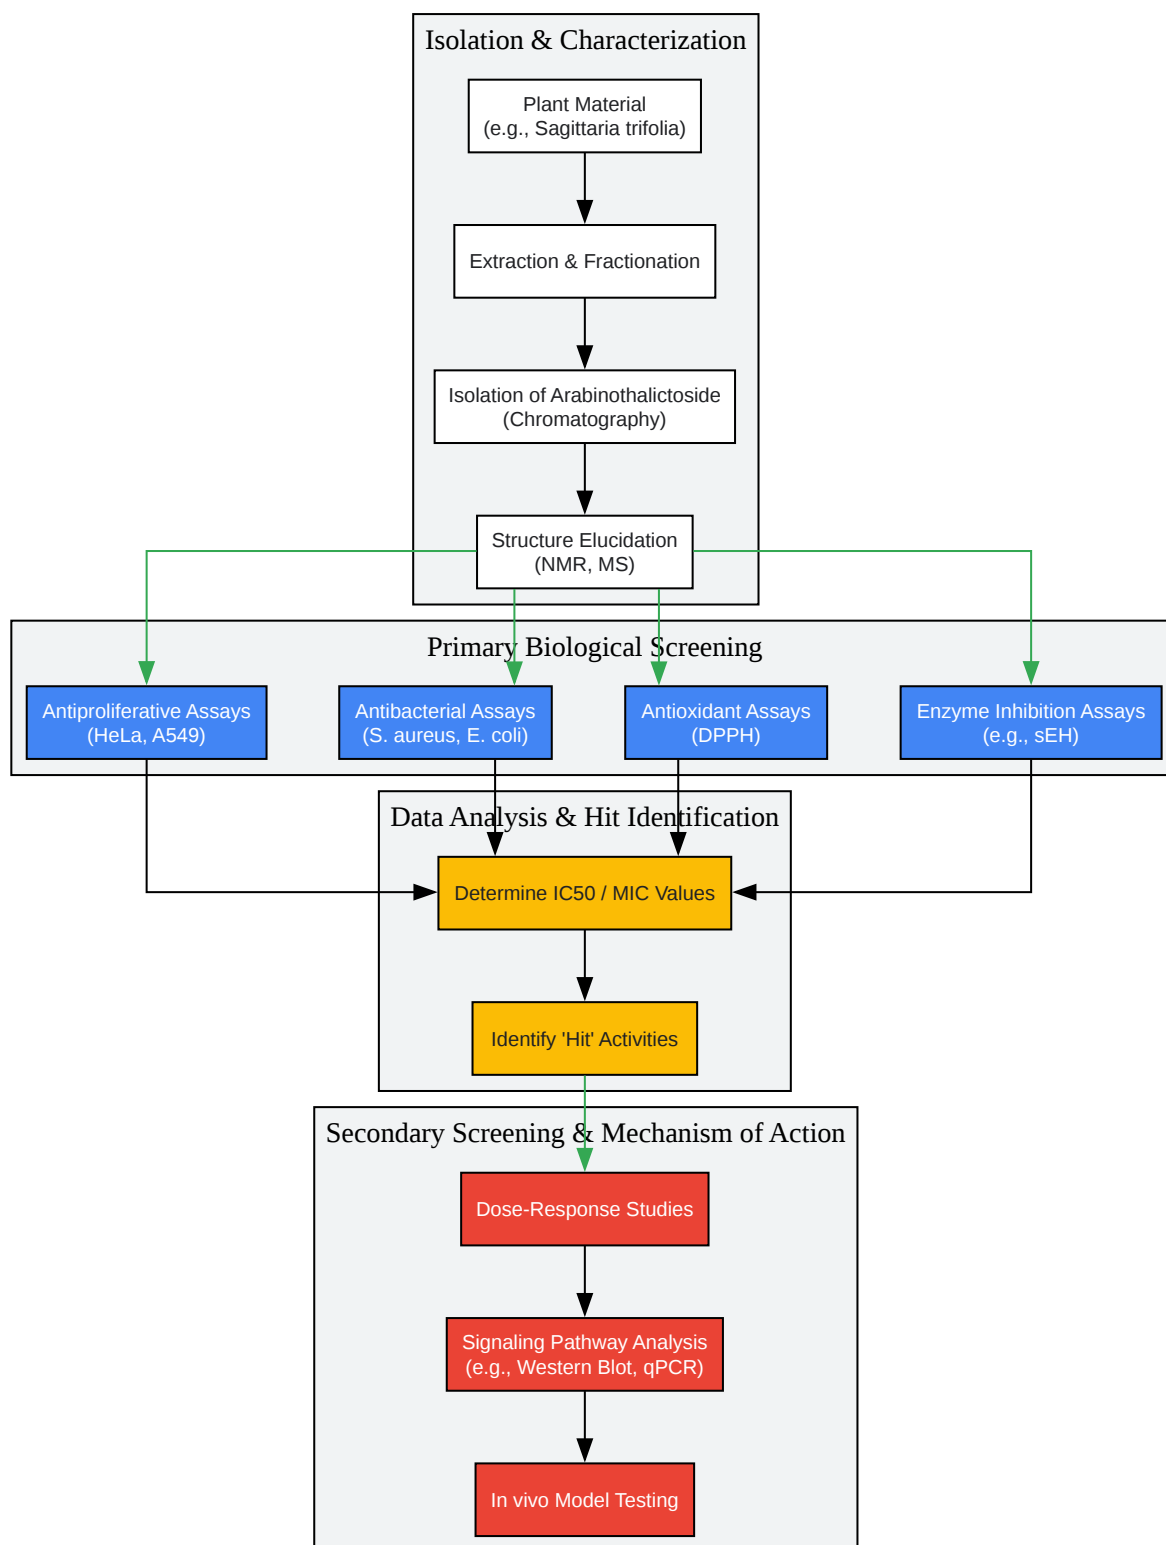 Isolation & Characterization
Plant Material
(e.g., Sagittaria trifolia)
Extraction & Fractionation
Isolation of Arabinothalictoside
(Chromatography)
Structure Elucidation
(NMR, MS)
Primary Biological Screening
Antiproliferative Assays
(HeLa, A549)
Antibacterial Assays
(S. aureus, E. coli)
Antioxidant Assays
(DPPH)
Enzyme Inhibition Assays
(e.g., sEH)
Data Analysis & Hit Identification
Determine IC50 / MIC Values
Identify 'Hit' Activities
Secondary Screening & Mechanism of Action
Dose-Response Studies
Signaling Pathway Analysis
(e.g., Western Blot, qPCR)
In vivo Model Testing